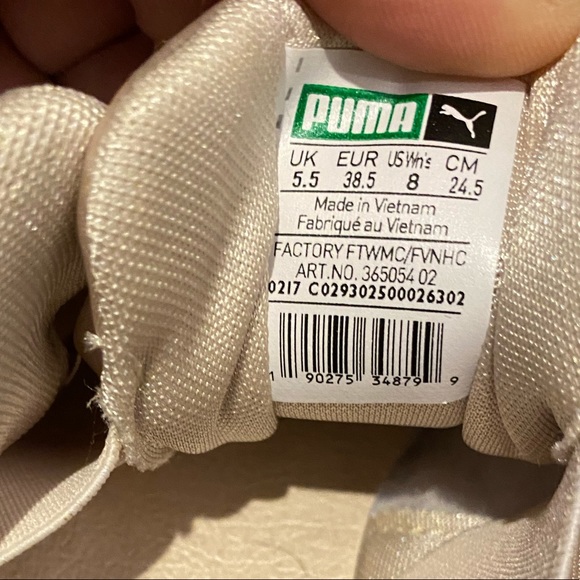 PUMA
UK EUR US Wn's CM
5.5 38.5 8 24.5
Made in Vietnam
Fabriqué au Vietnam
FACTORY FTWMC/FVNHC
ART.NO. 365054 02
0217 C029302500026302
1 90275 34879 9